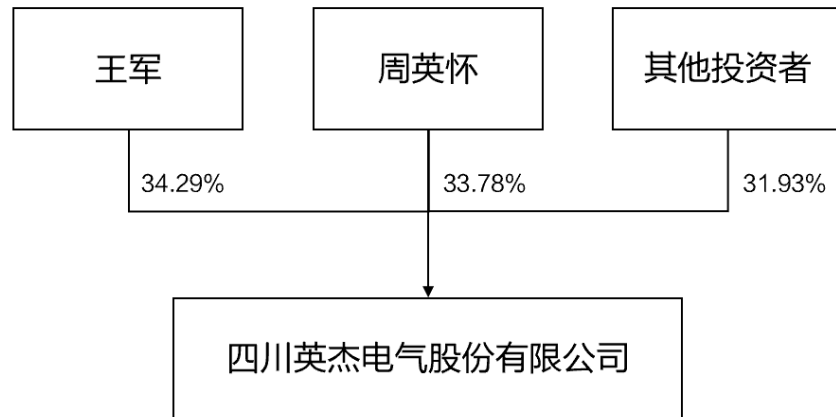 王军
周英怀
其他投资者
34.29%
33.78%
31.93%
四川英杰电气股份有限公司